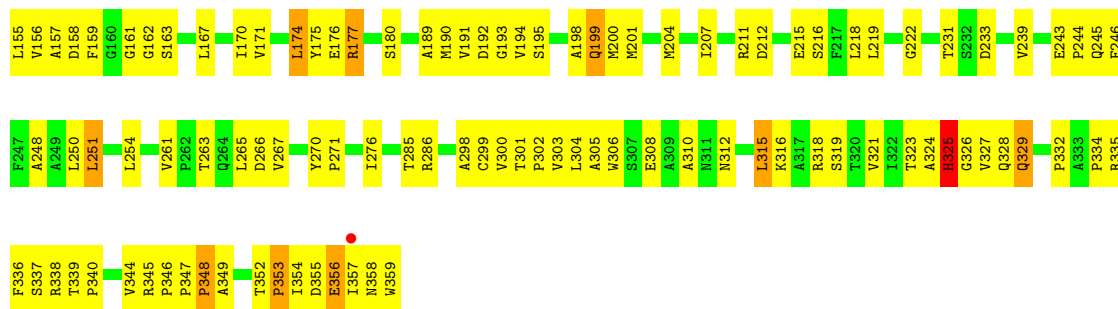 L155 V156 A157 D158 F159 G160 G161 G162 S163 L167 I170 V171 L174 Y175 E176 R177 S180 A189 M190 V191 D192 G193 V194 S195 A198 Q199 M200 M201 M204 I207 R211 D212 E215 S216 F217 L218 L219 G222 T231 S232 D233 V239 E243 P244 Q245
F247 A248 A249 L250 L251 L254 V261 P262 T263 Q264 L265 D266 V267 Y270 P271 I276 T285 R286 A298 C299 V300 T301 P302 V303 L304 A305 W306 S307 E308 A309 A310 N311 N312 L315 K316 A317 R318 S319 T320 V321 I322 T323 A324 H325 G326 V327 Q328 Q329 P332 A333 P334
F336 S337 R338 T339 P340 V344 R345 P346 P347 P348 A349 T352 P353 I354 D355 E356 I357 N358 W359